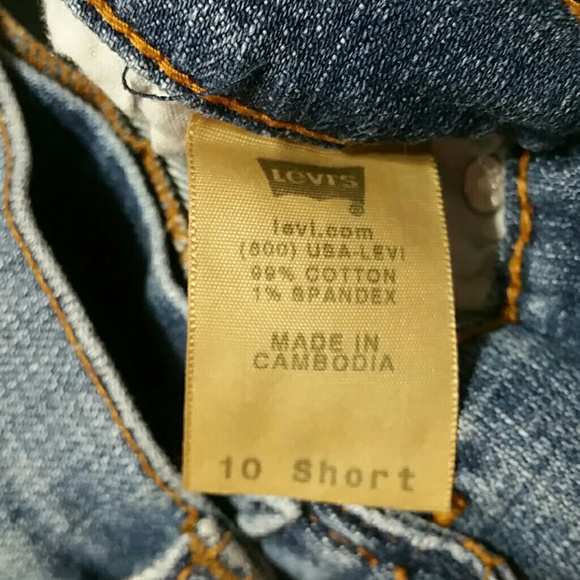 Levi's
®
levi.com
(800) USA-LEVI
99% COTTON
1% SPANDEX
MADE IN
CAMBODIA
10 Short